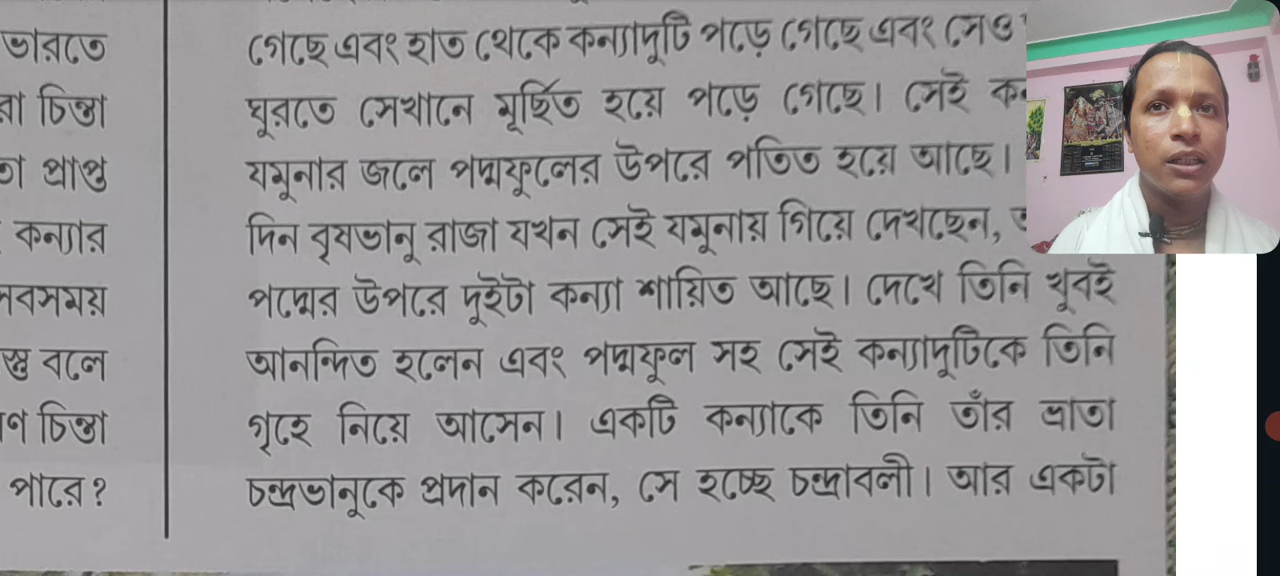 ভারতে
চিন্তা
প্রাপ্ত
কন্যার
সবসময়
বলে
চিন্তা
পারে?
গেছে এবং হাত থেকে কন্যাদুটি পড়ে গেছে এবং সেও
ঘুরতে সেখানে মূর্ছিত হয়ে পড়ে গেছে। সেই
যমুনার জলে পদ্মফুলের উপরে পতিত হয়ে আছে।
দিন বৃষভানু রাজা যখন সেই যমুনায় গিয়ে দেখছেন,
পদ্মের উপরে দুইটা কন্যা শায়িত আছে। দেখে তিনি খুবই
আনন্দিত হলেন এবং পদ্মফুল সহ সেই কন্যাদুটিকে তিনি
গৃহে নিয়ে আসেন। একটি কন্যাকে তিনি তাঁর ভ্রাতা
চন্দ্রভানুকে প্রদান করেন, সে হচ্ছে চন্দ্রাবলী। আর একটা